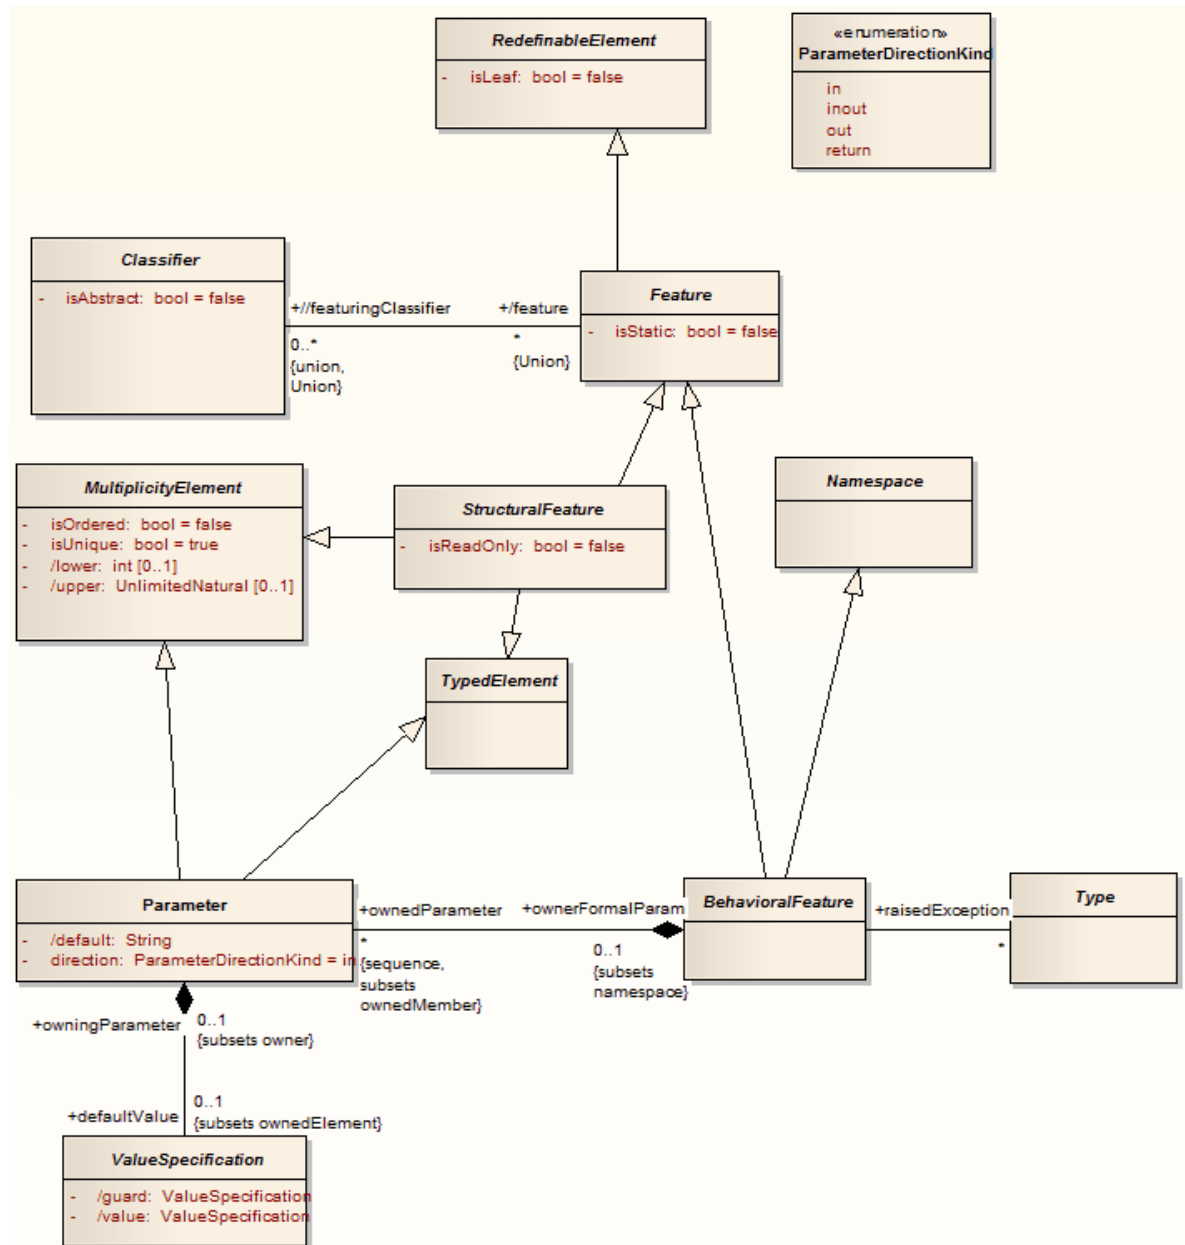 RedefinableElement
- isLeaf: bool = false
«enumeration»
ParameterDirectionKind
in
inout
out
return
Classifier
- isAbstract: bool = false
+//featuringClassifier
0..*
{union,
Union}
+/feature
*
{Union}
Feature
- isStatic: bool = false
MultiplicityElement
- isOrdered: bool = false
- isUnique: bool = true
- /lower: int [0..1]
- /upper: UnlimitedNatural [0..1]
StructuralFeature
- isReadOnly: bool = false
Namespace
TypedElement
Parameter
- /default: String
- direction: ParameterDirectionKind = in
+ownedParameter
*
{sequence,
subsets
ownedMember}
+ownerFormalParam
0..1
{subsets
namespace}
BehavioralFeature
+raisedException
*
Type
+owningParameter
0..1
{subsets owner}
0..1
+defaultValue
{subsets ownedElement}
ValueSpecification
- /guard: ValueSpecification
- /value: ValueSpecification